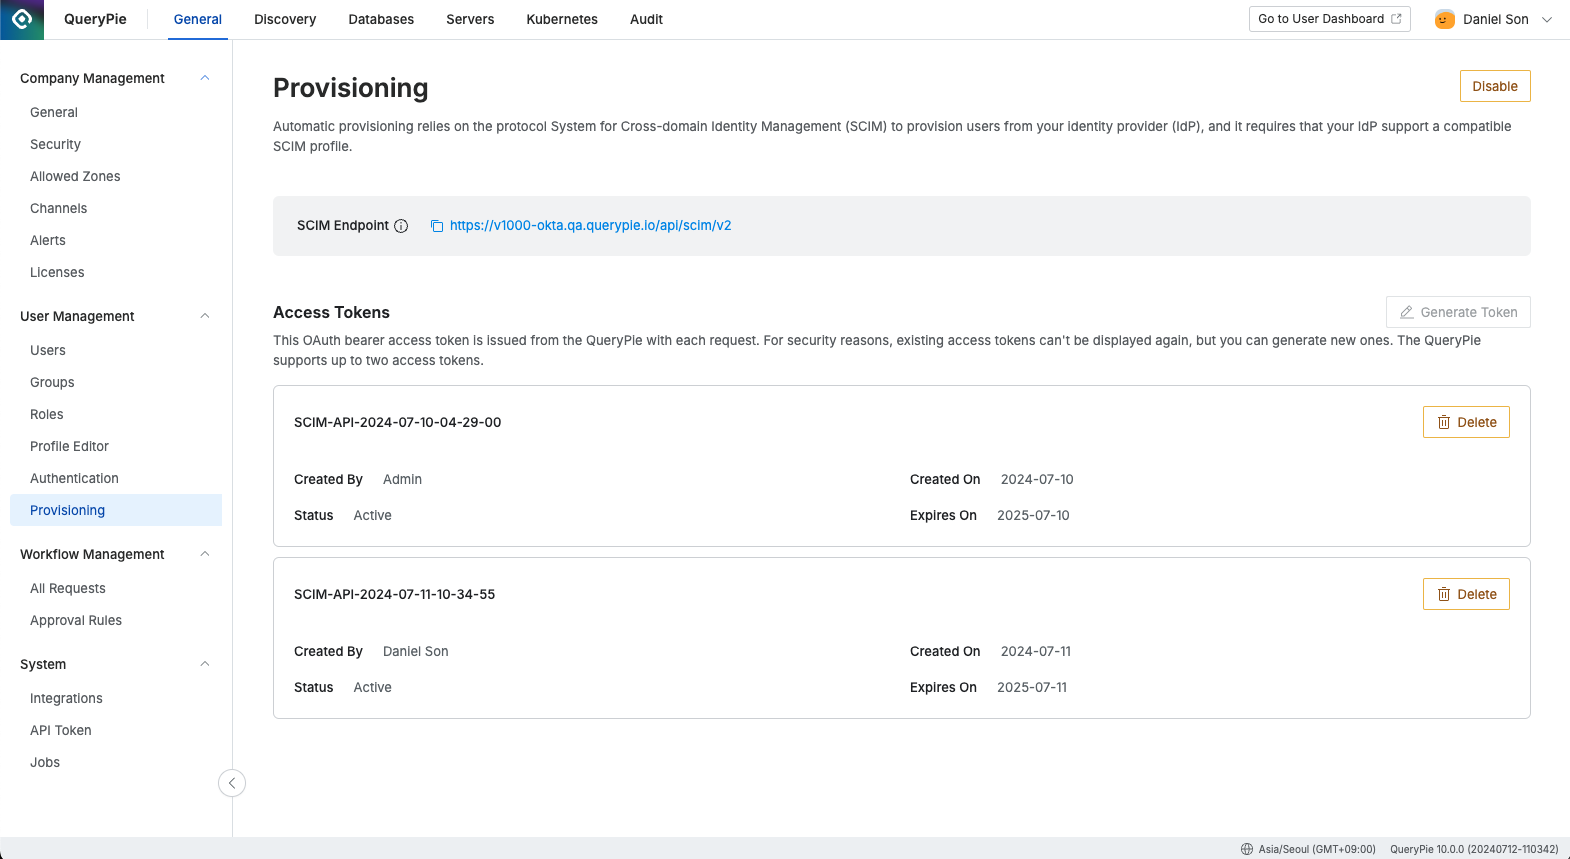 QueryPie
General
Discovery
Databases
Servers
Kubernetes
Audit
Go to User Dashboard
Daniel Son
Company Management
General
Security
Allowed Zones
Channels
Alerts
Licenses
User Management
Users
Groups
Roles
Profile Editor
Authentication
Provisioning
Workflow Management
All Requests
Approval Rules
System
Integrations
API Token
Jobs
Provisioning
Disable
Automatic provisioning relies on the protocol System for Cross-domain Identity Management (SCIM) to provision users from your identity provider (IdP), and it requires that your IdP support a compatible
SCIM profile.
SCIM Endpoint
https://v1000-okta.qa.querypie.io/api/scim/v2
Access Tokens
Generate Token
This OAuth bearer access token is issued from the QueryPie with each request. For security reasons, existing access tokens can't be displayed again, but you can generate new ones. The QueryPie
supports up to two access tokens.
SCIM-API-2024-07-10-04-29-00
Delete
Created By Admin
Created On 2024-07-10
Status Active
Expires On 2025-07-10
SCIM-API-2024-07-11-10-34-55
Delete
Created By Daniel Son
Created On 2024-07-11
Status Active
Expires On 2025-07-11
Asia/Seoul (GMT+09:00)
QueryPie 10.0.0 (20240712-110342)